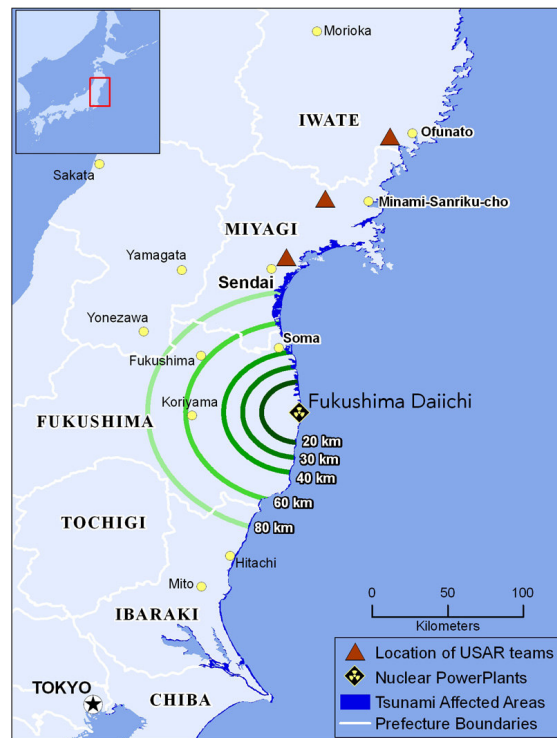 Morioka
IWATE
Ofunato
Sakata
Minami-Sanriku-cho
MIYAGI
Yamagata
Sendai
Yonezawa
Soma
Fukushima
Koriyama
Fukushima Daiichi
FUKUSHIMA
20 km
30 km
40 km
60 km
80 km
TOCHIGI
Hitachi
Mito
IBARAKI
0 50 100
Kilometers
TOKYO
CHIBA
Location of USAR teams
Nuclear PowerPlants
Tsunami Affected Areas
Prefecture Boundaries